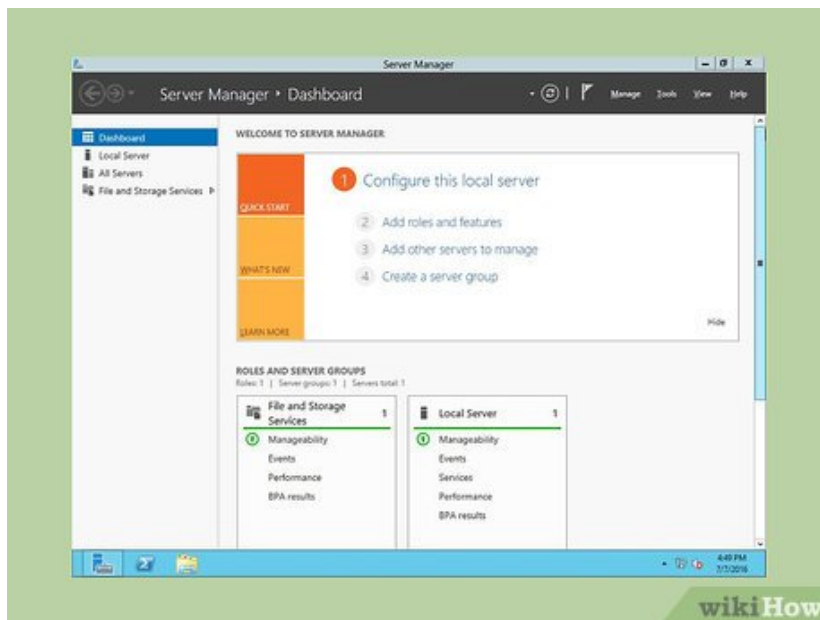 Server Manager
Server Manager • Dashboard
Manage Tools View Help
Dashboard
Local Server
All Servers
File and Storage Services
WELCOME TO SERVER MANAGER
QUICK START
WHAT'S NEW
LEARN MORE
1 Configure this local server
2 Add roles and features
3 Add other servers to manage
4 Create a server group
Hide
ROLES AND SERVER GROUPS
Roles: 1 | Server groups: 1 | Servers total: 1
File and Storage
Services
1
Manageability
Events
Performance
BPA results
Local Server 1
Manageability
Events
Services
Performance
BPA results
4:49 PM
7/7/2016
wikiHow